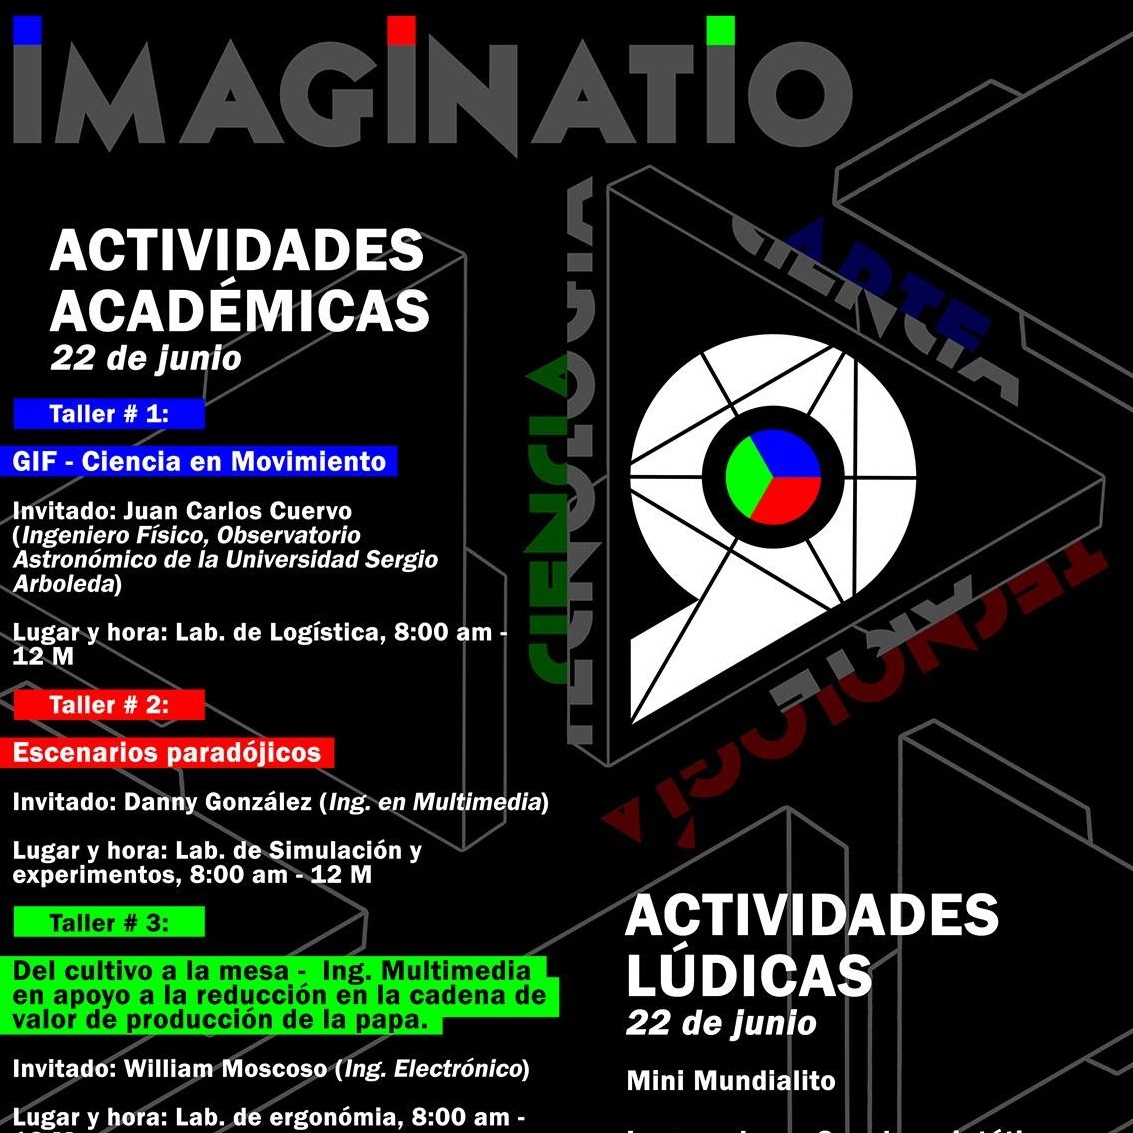 IMAGINATIO
ACTIVIDADES
ACADÉMICAS
22 de junio
Taller # 1:
GIF - Ciencia en Movimiento
Invitado: Juan Carlos Cuervo
(Ingeniero Físico, Observatorio
Astronómico de la Universidad Sergio
Arboleda)
Lugar y hora: Lab. de Logística, 8:00 am -
12 M
Taller # 2:
Escenarios paradójicos
Invitado: Danny González (Ing. en Multimedia)
Lugar y hora: Lab. de Simulación y
experimentos, 8:00 am - 12 M
Taller # 3:
Del cultivo a la mesa - Ing. Multimedia
en apoyo a la reducción en la cadena de
valor de producción de la papa.
Invitado: William Moscoso (Ing. Electrónico)
Lugar y hora: Lab. de ergonómia, 8:00 am -
CIENCIA
TECNOLOGIA
ARTE
CIENCIA
ARTE
TECNOLOGÍA
ACTIVIDADES
LÚDICAS
22 de junio
Mini Mundialito